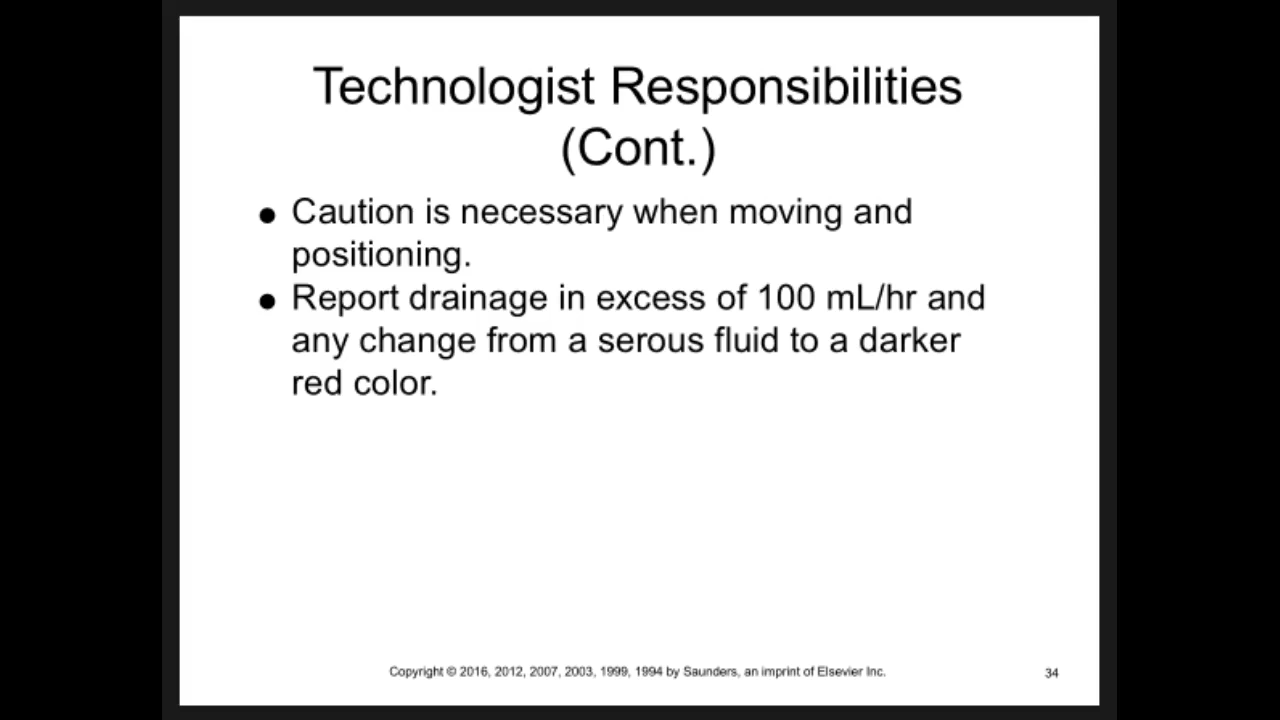 Technologist Responsibilities
(Cont.)
● Caution is necessary when moving and
positioning.
● Report drainage in excess of 100 mL/hr and
any change from a serous fluid to a darker
red color.
Copyright © 2016, 2012, 2007, 2003, 1999, 1994 by Saunders, an imprint of Elsevier Inc.
34